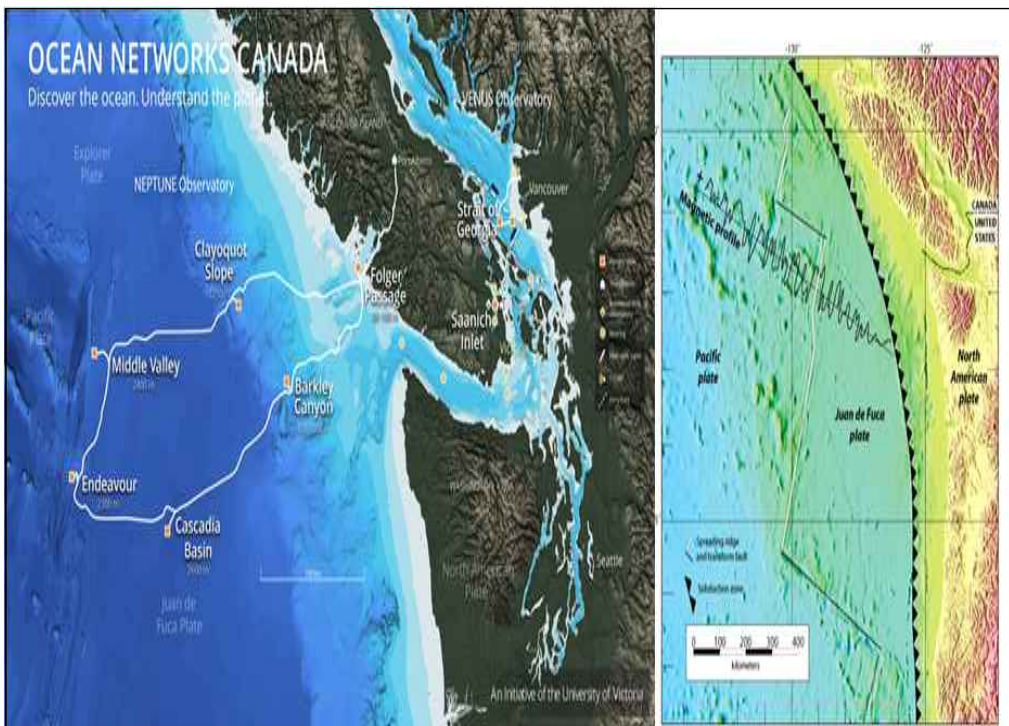 OCEAN NETWORKS CANADA
Discover the ocean. Understand the planet.
VENUS Observatory
Explorer
Plate
NEPTUNE Observatory
Port Alberni
Vancouver
Strait of
Georgia
Clayoquot
Slope
Folger
Passage
Saanich
Inlet
Pacific
Plate
Middle Valley
Barkley
Canyon
Endeavour
Cascadia
Basin
Seattle
North American
Plate
Juan de
Fuca Plate
An Initiative of the University of Victoria
-130°
-125°
+
Magnetic profile
CANADA
UNITED
STATES
Pacific
plate
Juan de Fuca
plate
North
American
plate
Spreading ridge
and transform fault
Subduction zone
0 100 200 300 400
kilometers